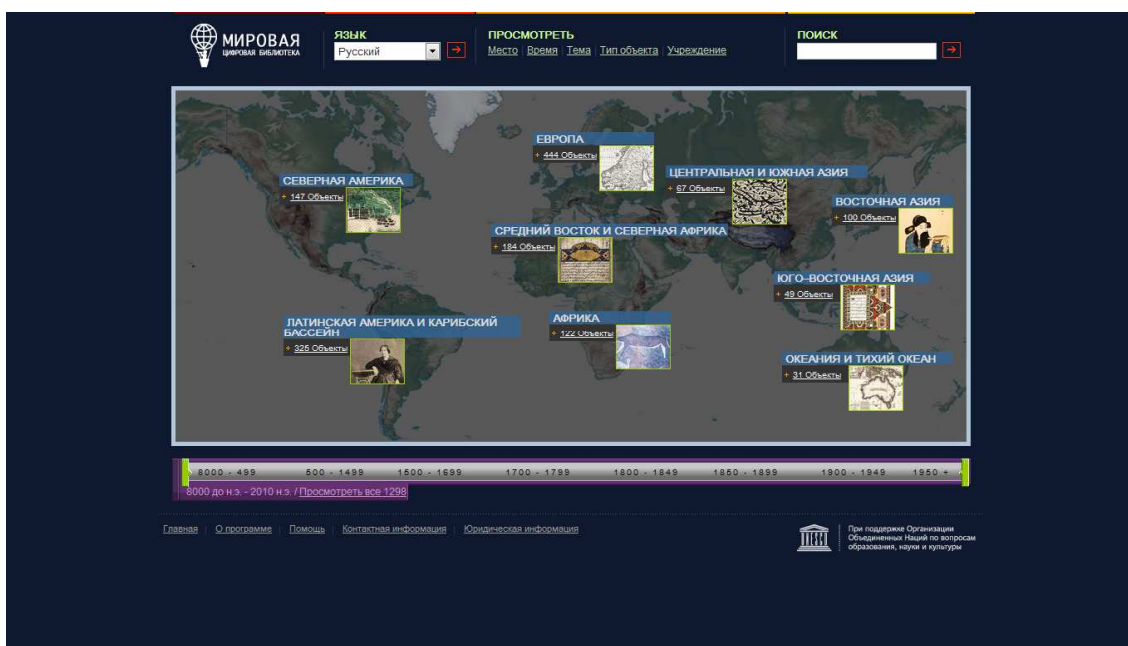 МИРОВАЯ
ЦИФРОВАЯ БИБЛИОТЕКА
ЯЗЫК
Русский
ПРОСМОТРЕТЬ
Место | Время | Тема | Тип объекта | Учреждение
ПОИСК
ЕВРОПА
+ 444 Объекты
ЦЕНТРАЛЬНАЯ И ЮЖНАЯ АЗИЯ
+ 67 Объекты
СЕВЕРНАЯ АМЕРИКА
+ 147 Объекты
ВОСТОЧНАЯ АЗИЯ
+ 100 Объекты
СРЕДНИЙ ВОСТОК И СЕВЕРНАЯ АФРИКА
+ 184 Объекты
ЮГО-ВОСТОЧНАЯ АЗИЯ
+ 49 Объекты
ЛАТИНСКАЯ АМЕРИКА И КАРИБСКИЙ
БАССЕЙН
+ 325 Объекты
АФРИКА
+ 122 Объекты
ОКЕАНИЯ И ТИХИЙ ОКЕАН
+ 31 Объекты
8000 - 499 500 - 1499 1500 - 1699 1700 - 1799 1800 - 1849 1850 - 1899 1900 - 1949 1950 +
8000 до н.э. - 2010 н.э. / Просмотреть все 1298
Главная | О программе | Помощь | Контактная информация | Юридическая информация
При поддержке Организации
Объединенных Наций по вопросам
образования, науки и культуры